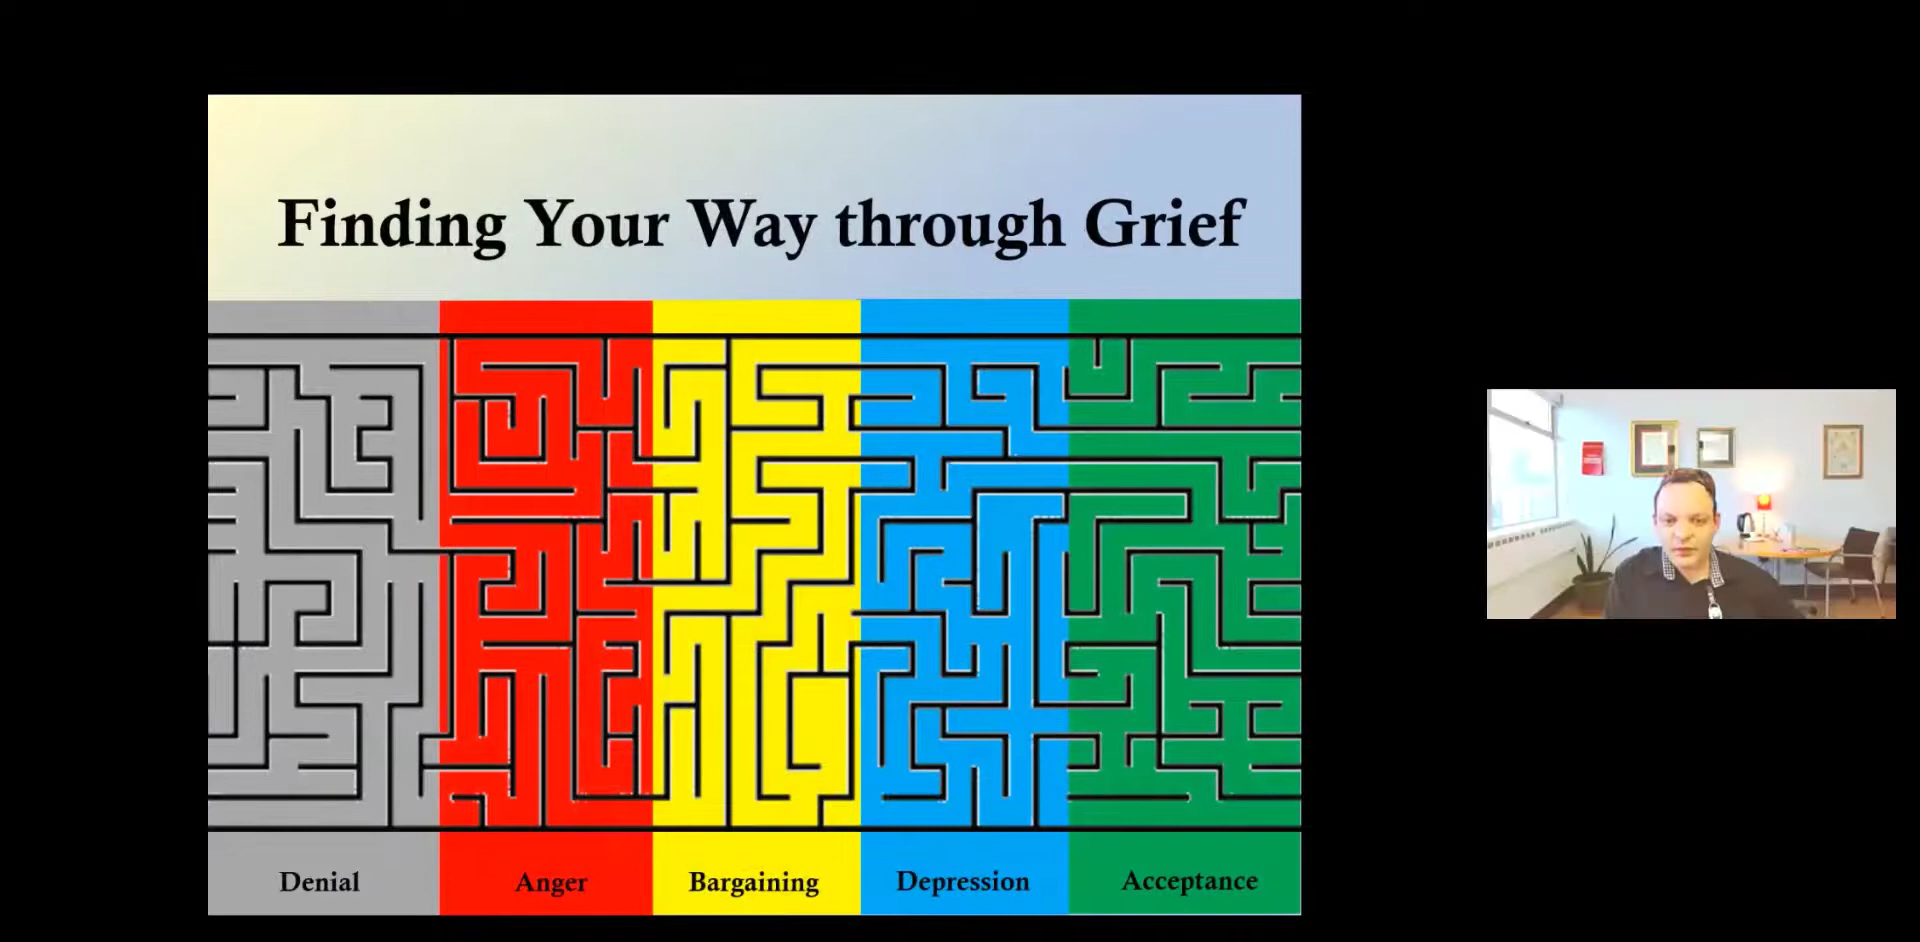 Finding Your Way through Grief
Denial
Anger
Bargaining
Depression
Acceptance